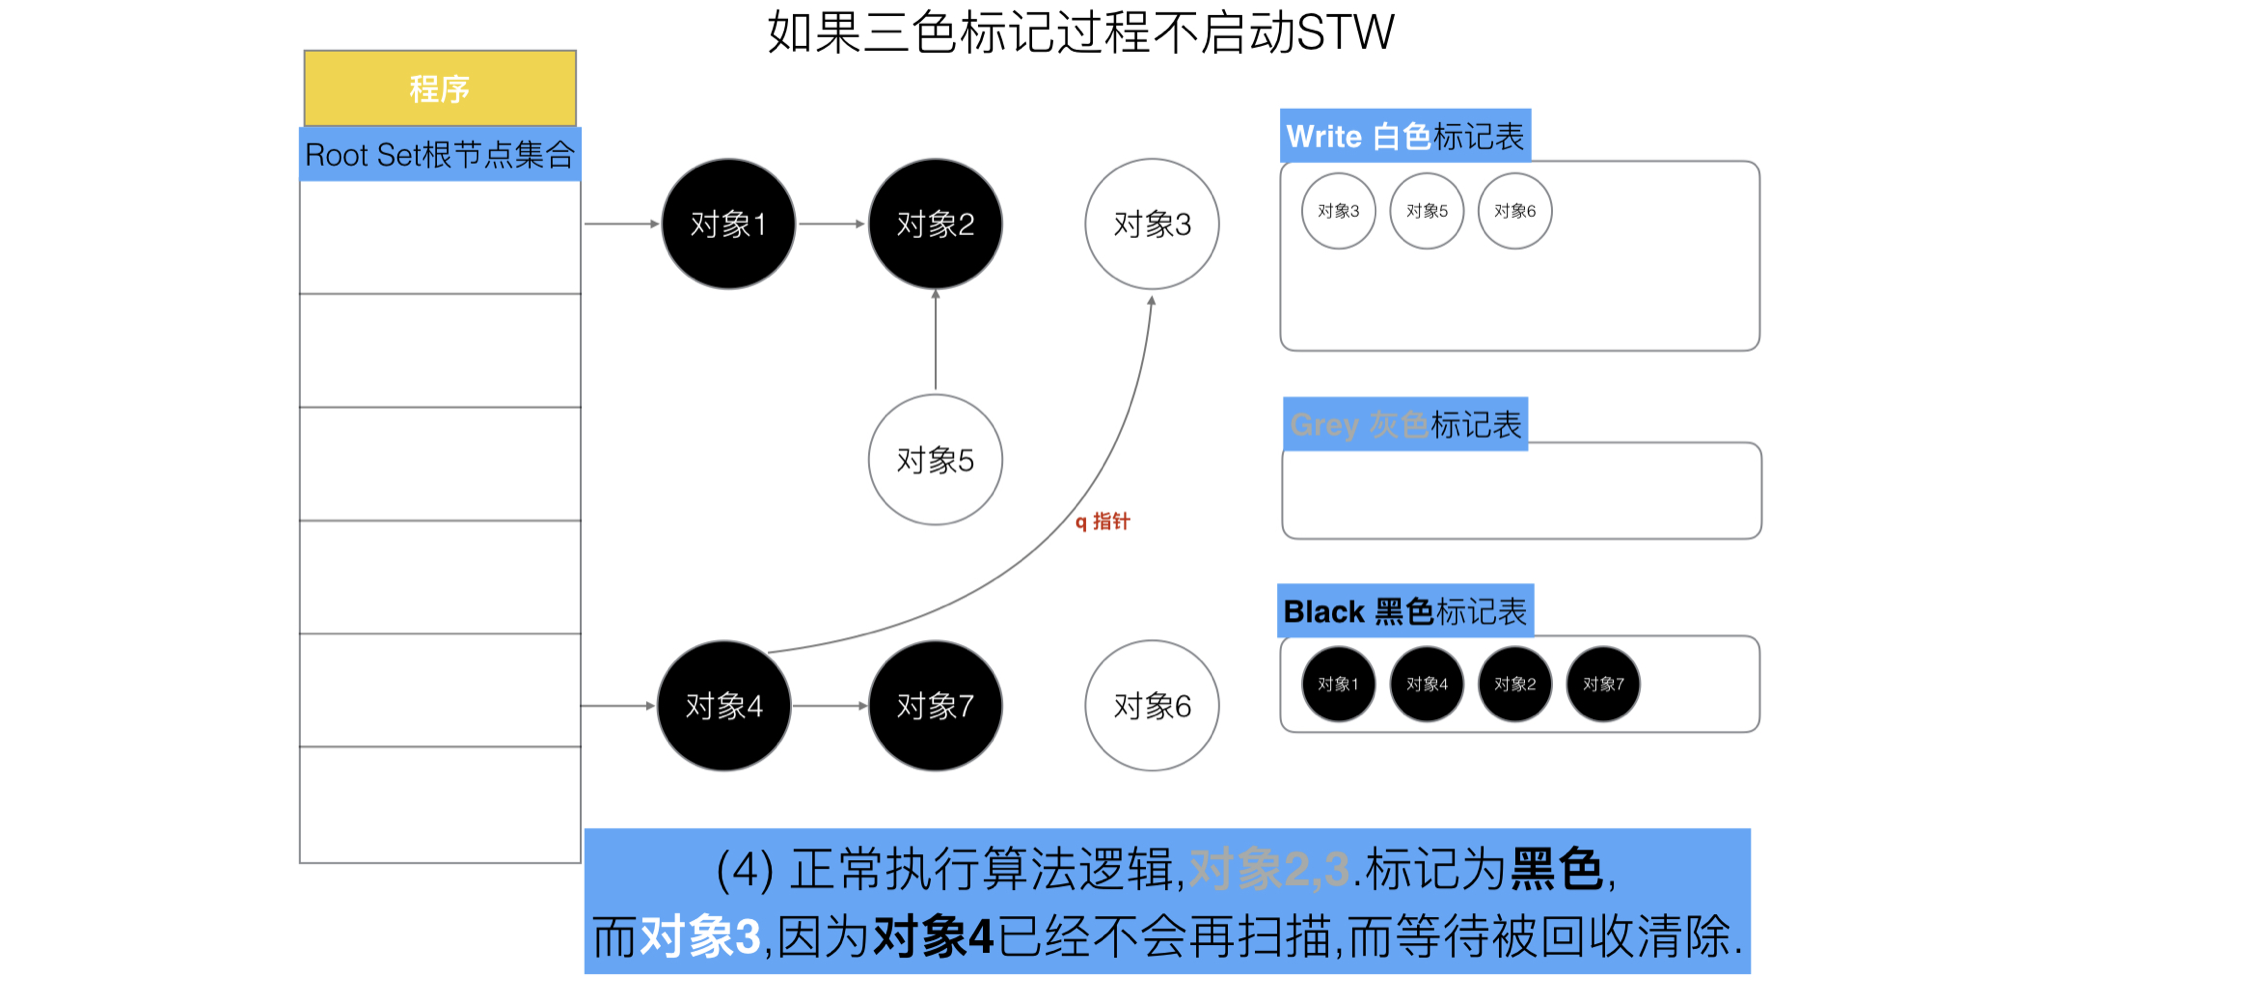 如果三色标记过程不启动STW
程序
Root Set根节点集合
对象1
对象2
对象3
对象5
q 指针
对象4
对象7
对象6
Write 白色标记表
对象3
对象5
对象6
Grey 灰色标记表
Black 黑色标记表
对象1
对象4
对象2
对象7
(4) 正常执行算法逻辑,对象2,3.标记为黑色,
而对象3,因为对象4已经不会再扫描,而等待被回收清除.